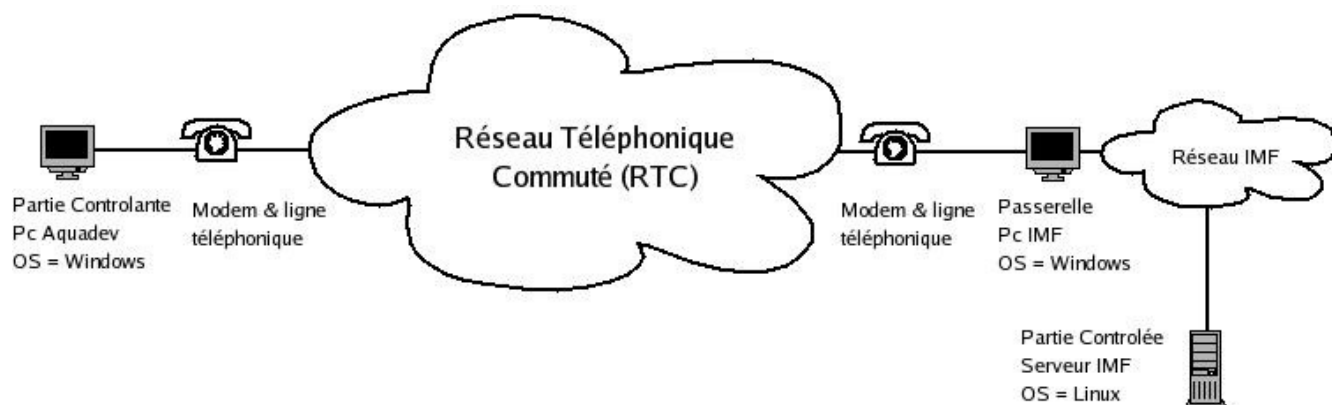 Réseau Téléphonique
Commuté (RTC)
Réseau IMF
Partie Controlante
Pc Aquadev
OS = Windows
Modem & ligne
téléphonique
Modem & ligne
téléphonique
Passerelle
Pc IMF
OS = Windows
Partie Controlée
Serveur IMF
OS = Linux